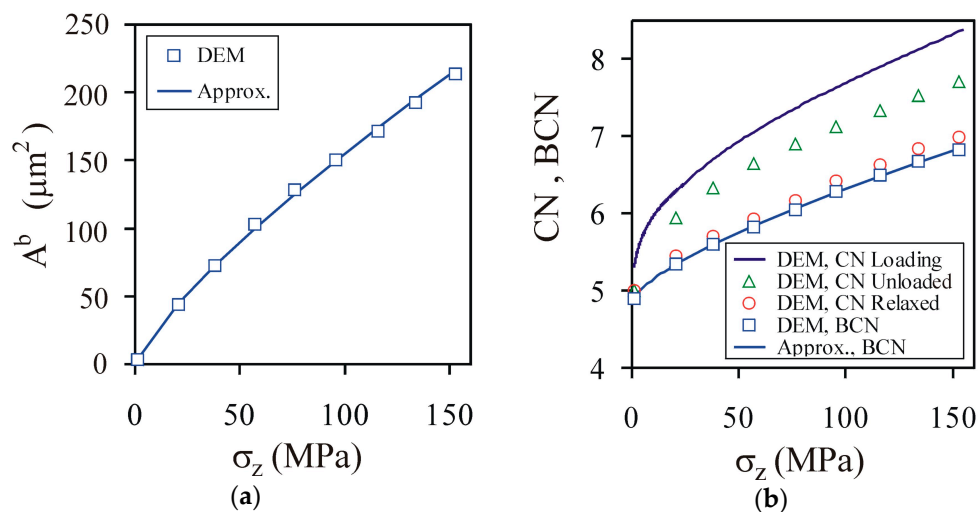 250
200
150
100
50
0
A^b (μm²)
DEM
Approx.
0 50 100 150
σ_z (MPa)
(a)
8
7
6
5
4
CN , BCN
DEM, CN Loading
DEM, CN Unloaded
DEM, CN Relaxed
DEM, BCN
Approx., BCN
0 50 100 150
σ_z (MPa)
(b)